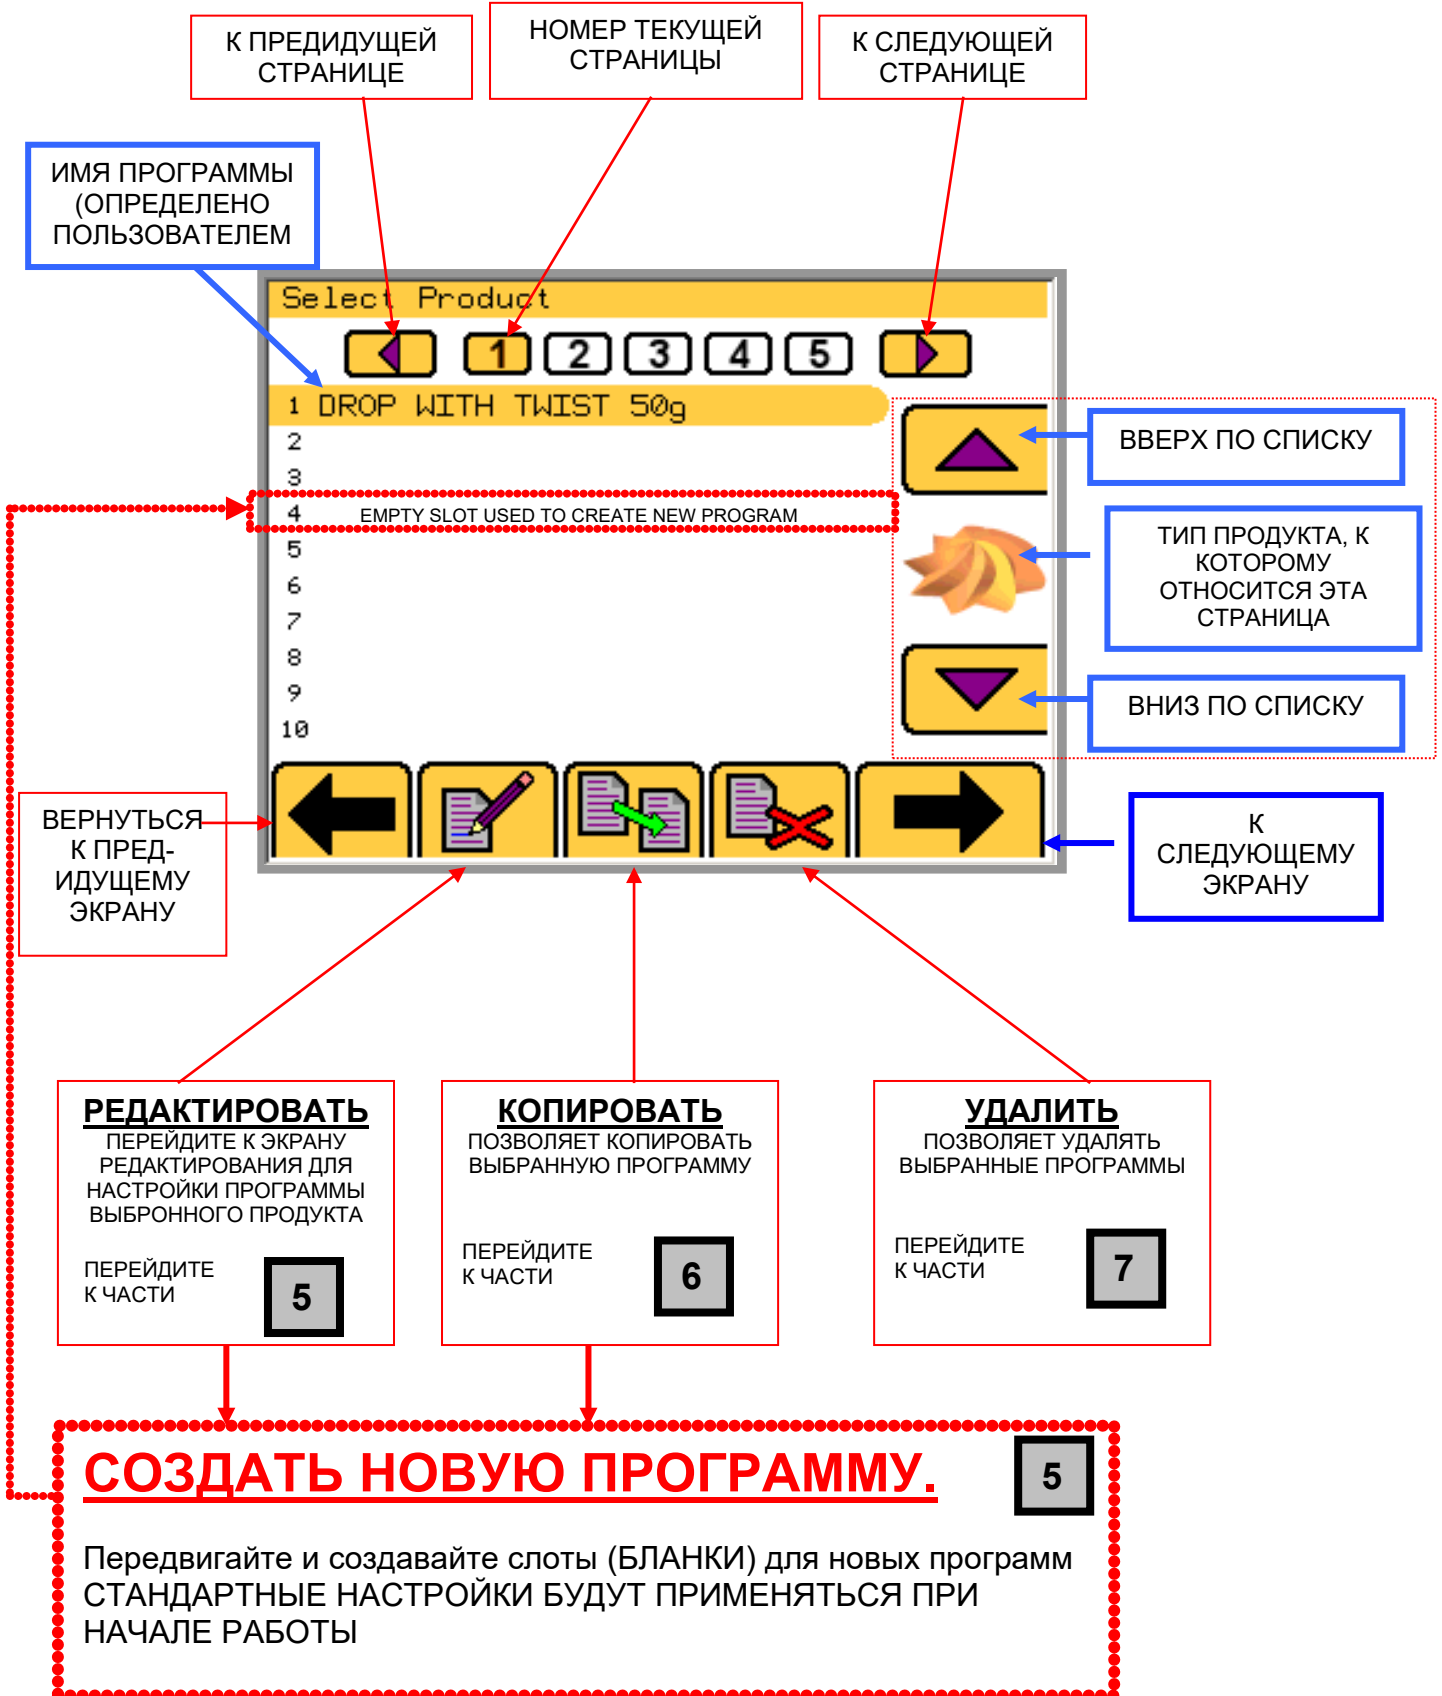 К ПРЕДИДУЩЕЙ
СТРАНИЦЕ
НОМЕР ТЕКУЩЕЙ
СТРАНИЦЫ
К СЛЕДУЮЩЕЙ
СТРАНИЦЕ
ИМЯ ПРОГРАММЫ
(ОПРЕДЕЛЕНО
ПОЛЬЗОВАТЕЛЕМ
Select Product
1 2 3 4 5
1 DROP WITH TWIST 50g
2
3
4 EMPTY SLOT USED TO CREATE NEW PROGRAM
5
6
7
8
9
10
ВВЕРХ ПО СПИСКУ
ТИП ПРОДУКТА, К
КОТОРОМУ
ОТНОСИТСЯ ЭТА
СТРАНИЦА
ВНИЗ ПО СПИСКУ
ВЕРНУТЬСЯ
К ПРЕД-
ИДУЩЕМУ
ЭКРАНУ
К
СЛЕДУЮЩЕМУ
ЭКРАНУ
РЕДАКТИРОВАТЬ
ПЕРЕЙДИТЕ К ЭКРАНУ
РЕДАКТИРОВАНИЯ ДЛЯ
НАСТРОЙКИ ПРОГРАММЫ
ВЫБРОННОГО ПРОДУКТА
ПЕРЕЙДИТЕ
К ЧАСТИ
5
КОПИРОВАТЬ
ПОЗВОЛЯЕТ КОПИРОВАТЬ
ВЫБРАННУЮ ПРОГРАММУ
ПЕРЕЙДИТЕ
К ЧАСТИ
6
УДАЛИТЬ
ПОЗВОЛЯЕТ УДАЛЯТЬ
ВЫБРАННЫЕ ПРОГРАММЫ
ПЕРЕЙДИТЕ
К ЧАСТИ
7
СОЗДАТЬ НОВУЮ ПРОГРАММУ.
5
Передвигайте и создавайте слоты (БЛАНКИ) для новых программ
СТАНДАРТНЫЕ НАСТРОЙКИ БУДУТ ПРИМЕНЯТЬСЯ ПРИ
НАЧАЛЕ РАБОТЫ